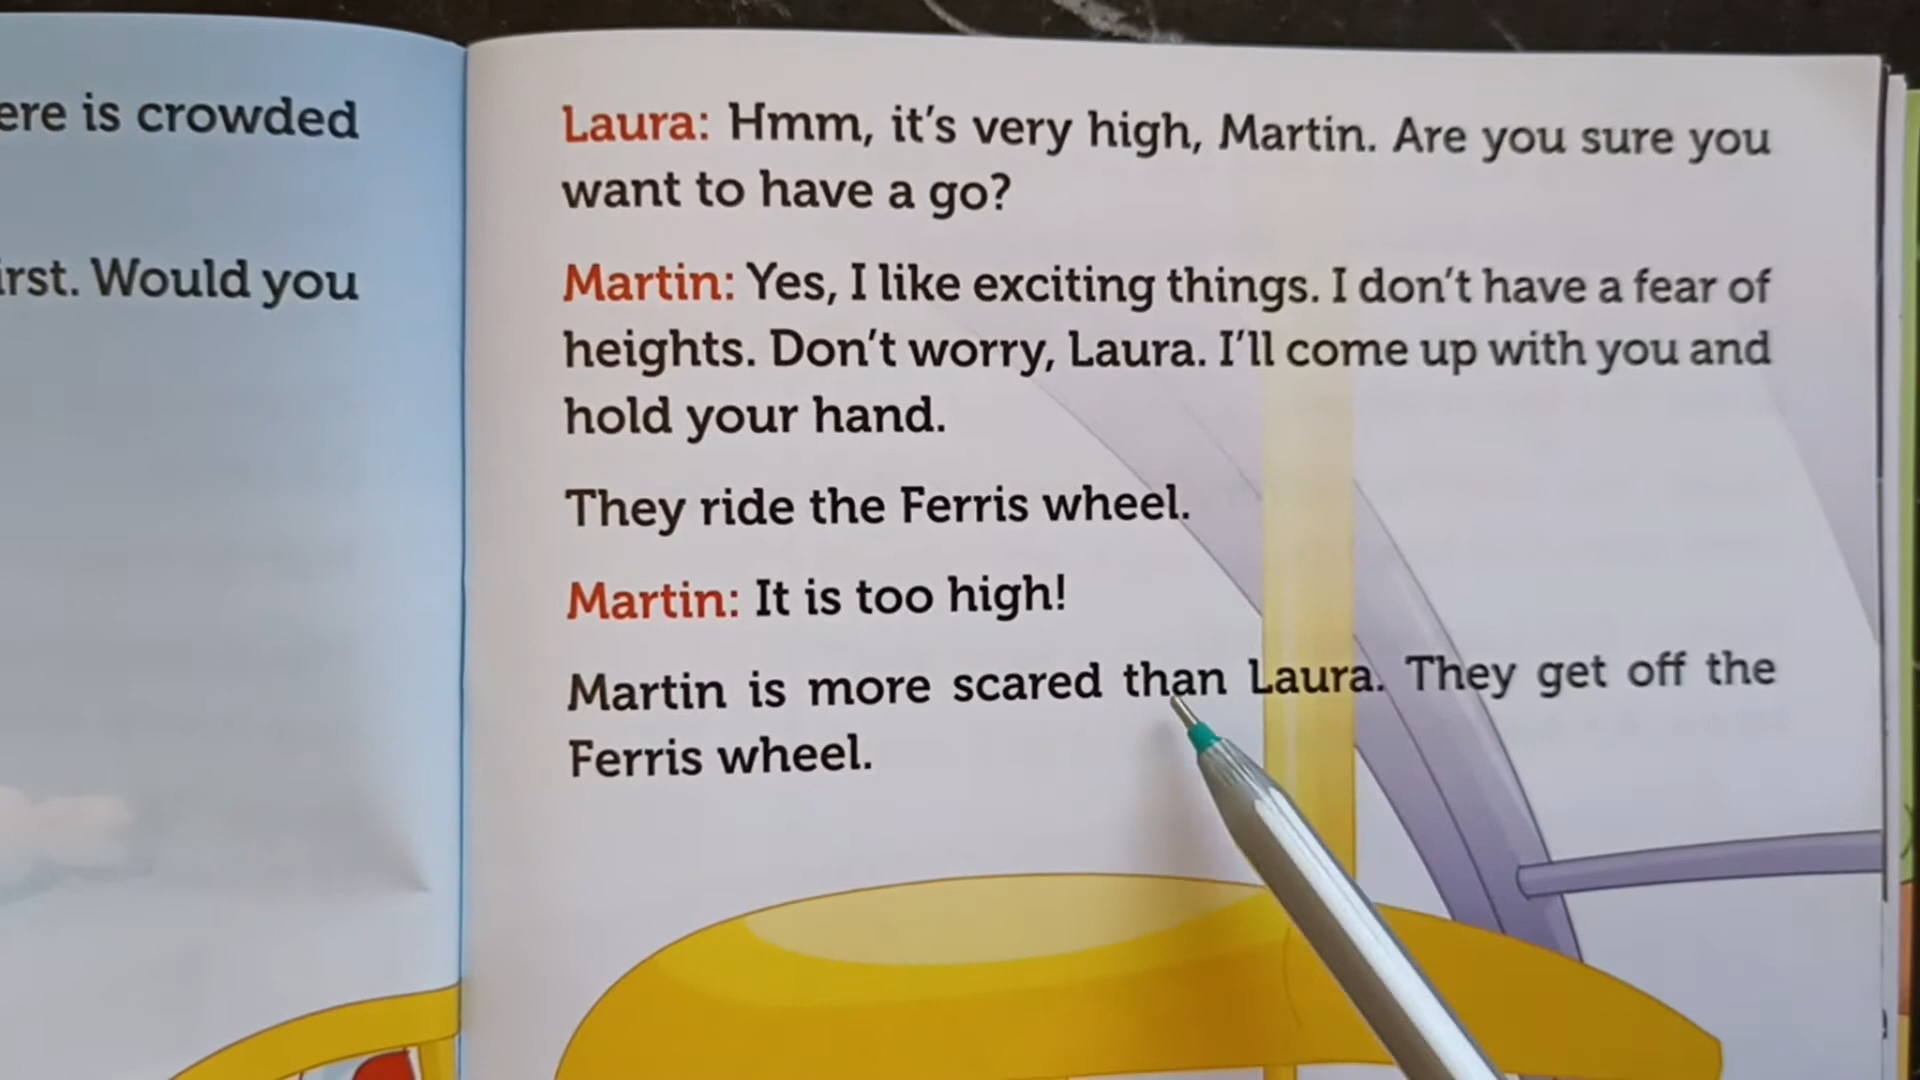 is crowded
Would you
Laura: Hmm, it's very high, Martin. Are you sure you
want to have a go?
Martin: Yes, I like exciting things. I don't have a fear of
heights. Don't worry, Laura. I'll come up with you and
hold your hand.
They ride the Ferris wheel.
Martin: It is too high!
Martin is more scared than Laura. They get off the
Ferris wheel.